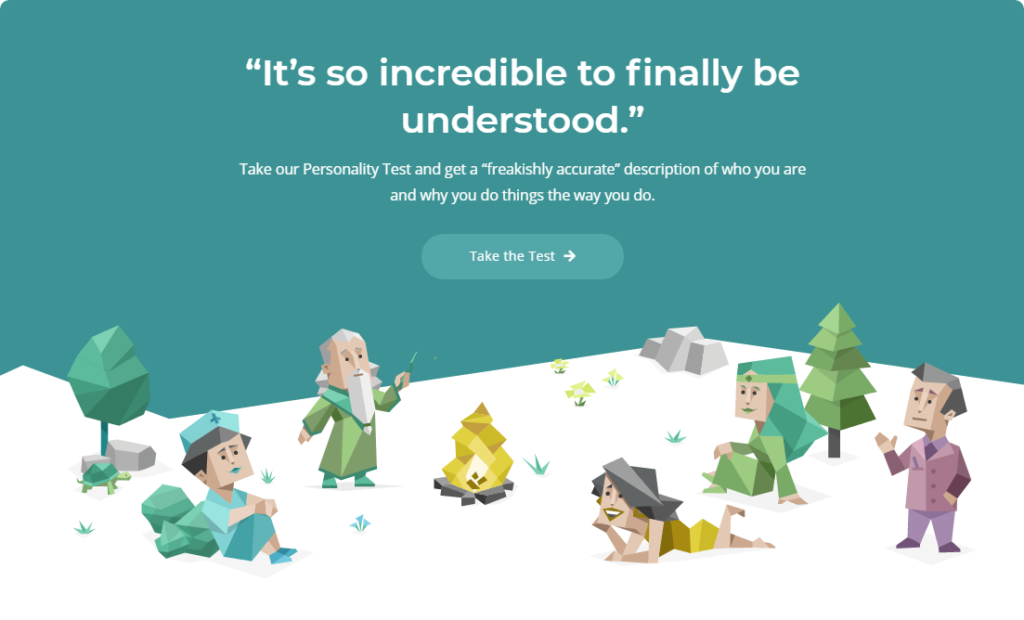 “It’s so incredible to finally be
understood.”
Take our Personality Test and get a “freakishly accurate” description of who you are
and why you do things the way you do.
Take the Test →